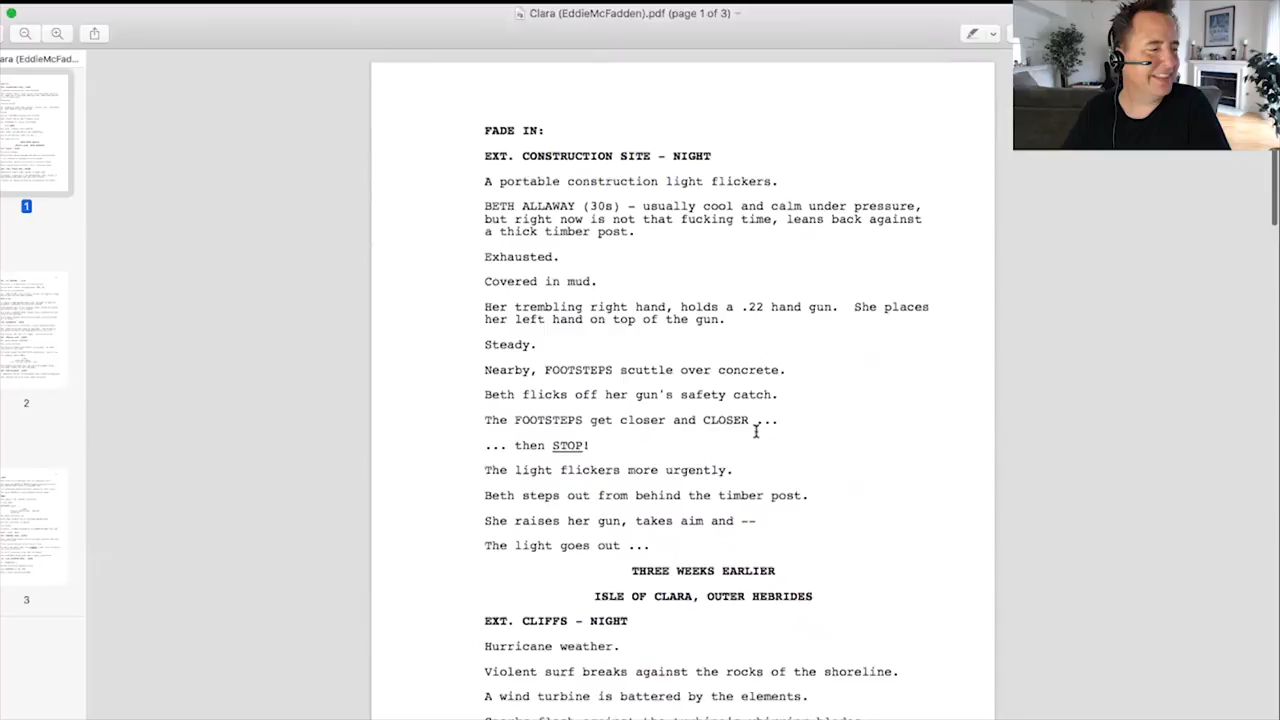 Clara (EddieMcFadden).pdf (page 1 of 3)
ara (EddieMcFad...
1
2
3
FADE IN:
EXT. CONSTRUCTION SITE - NIGHT
A portable construction light flickers.
BETH ALLAWAY (30s) - usually cool and calm under pressure,
but right now is not that fucking time, leans back against
a thick timber post.
Exhausted.
Covered in mud.
Her trembling right hand, holds a .22 hand gun. She places
her left hand on top of the gun.
Steady.
Nearby, FOOTSTEPS scuttle over concrete.
Beth flicks off her gun's safety catch.
The FOOTSTEPS get closer and CLOSER ...
... then STOP!
The light flickers more urgently.
Beth steps out from behind the timber post.
She raises her gun, takes aim and --
The light goes out ...
THREE WEEKS EARLIER
ISLE OF CLARA, OUTER HEBRIDES
EXT. CLIFFS - NIGHT
Hurricane weather.
Violent surf breaks against the rocks of the shoreline.
A wind turbine is battered by the elements.